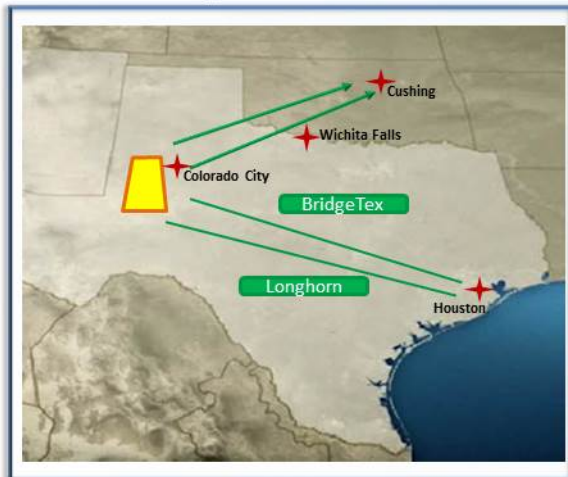 Cushing
Wichita Falls
Colorado City
BridgeTex
Longhorn
Houston